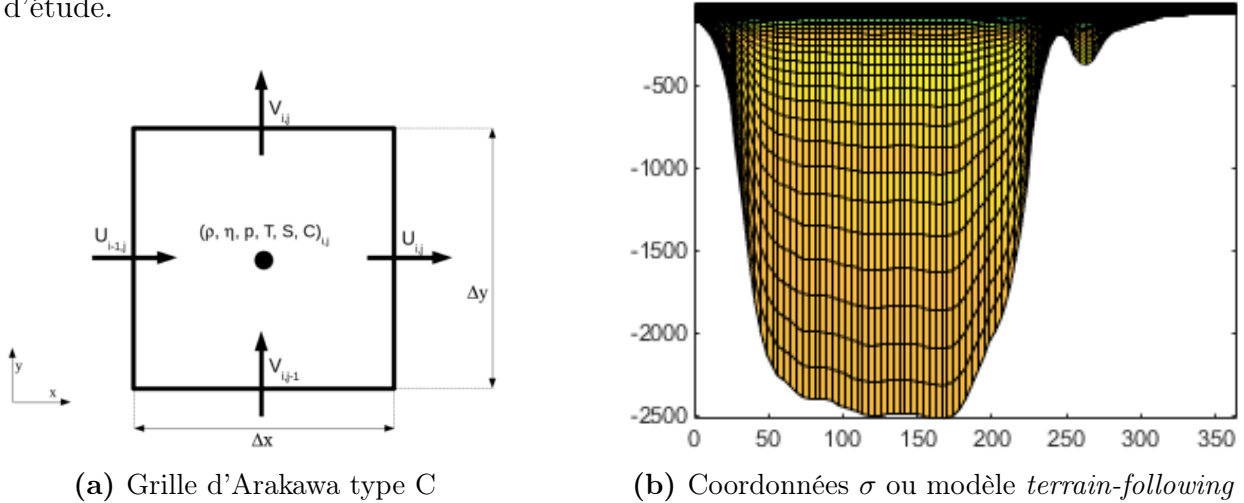 d'étude.
V_{i,j}
(ρ, η, p, T, S, C)_{i,j}
U_{i-1,j}
U_{i,j}
Δy
V_{i,j-1}
y
x
Δx
-500
-1000
-1500
-2000
-2500
0 50 100 150 200 250 300 350
(a) Grille d'Arakawa type C
(b) Coordonnées σ ou modèle terrain-following